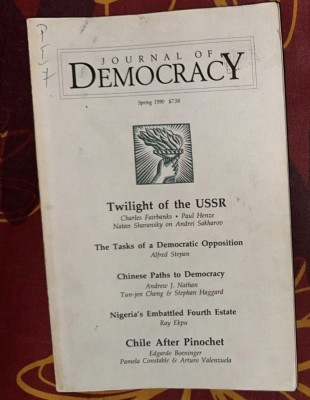 P
I
7
JOURNAL OF
DEMOCRACY
Spring 1990 $7.50
Twilight of the USSR
Charles Fairbanks • Paul Henze
Natan Sharansky on Andrei Sakharov
The Tasks of a Democratic Opposition
Alfred Stepan
Chinese Paths to Democracy
Andrew J. Nathan
Tun-jen Cheng & Stephan Haggard
Nigeria's Embattled Fourth Estate
Ray Ekpu
Chile After Pinochet
Edgardo Boeninger
Pamela Constable & Arturo Valenzuela